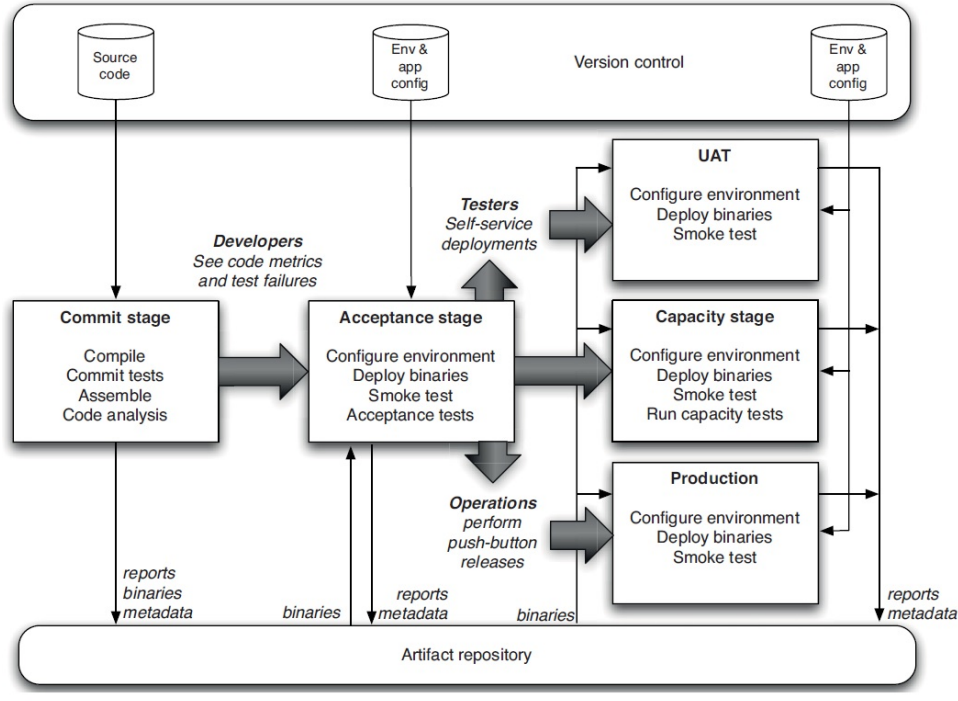 Source
code
Env &
app
config
Version control
Env &
app
config
Developers
See code metrics
and test failures
Testers
Self-service
deployments
UAT
Configure environment
Deploy binaries
Smoke test
Commit stage
Compile
Commit tests
Assemble
Code analysis
Acceptance stage
Configure environment
Deploy binaries
Smoke test
Acceptance tests
Capacity stage
Configure environment
Deploy binaries
Smoke test
Run capacity tests
Operations
perform
push-button
releases
Production
Configure environment
Deploy binaries
Smoke test
reports
binaries
metadata
binaries
reports
metadata
binaries
reports
metadata
Artifact repository